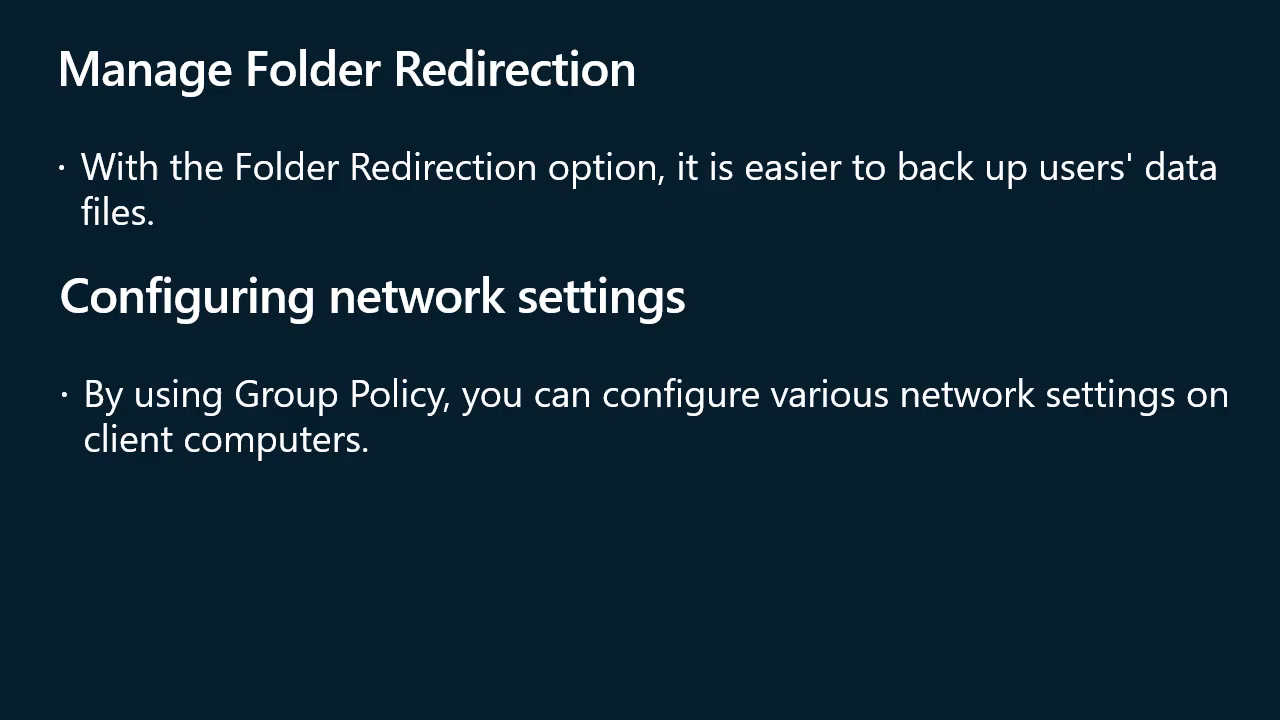 Manage Folder Redirection
· With the Folder Redirection option, it is easier to back up users' data
files.
Configuring network settings
· By using Group Policy, you can configure various network settings on
client computers.